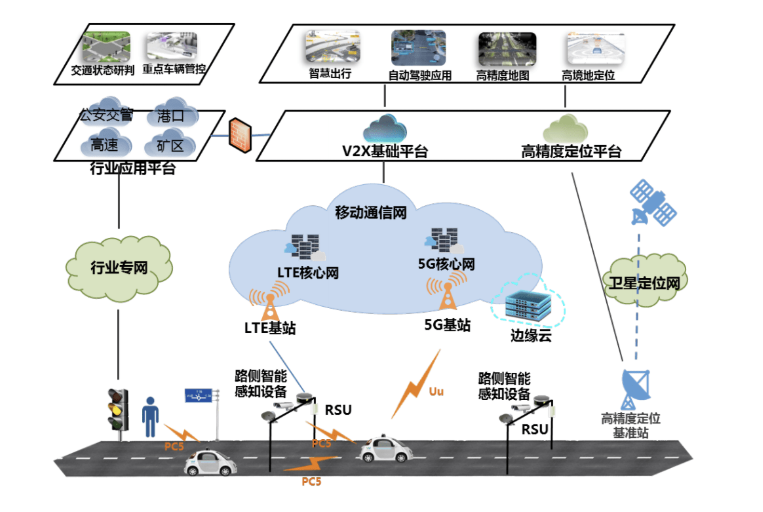 交通状态研判
重点车辆管控
智慧出行
自动驾驶应用
高精度地图
高境地定位
公安交管
港口
高速
矿区
行业应用平台
V2X基础平台
高精度定位平台
移动通信网
LTE核心网
5G核心网
行业专网
卫星定位网
LTE基站
5G基站
边缘云
路侧智能
感知设备
RSU
Uu
路侧智能
感知设备
RSU
高精度定位
基准站
PC5
PC5
PC5